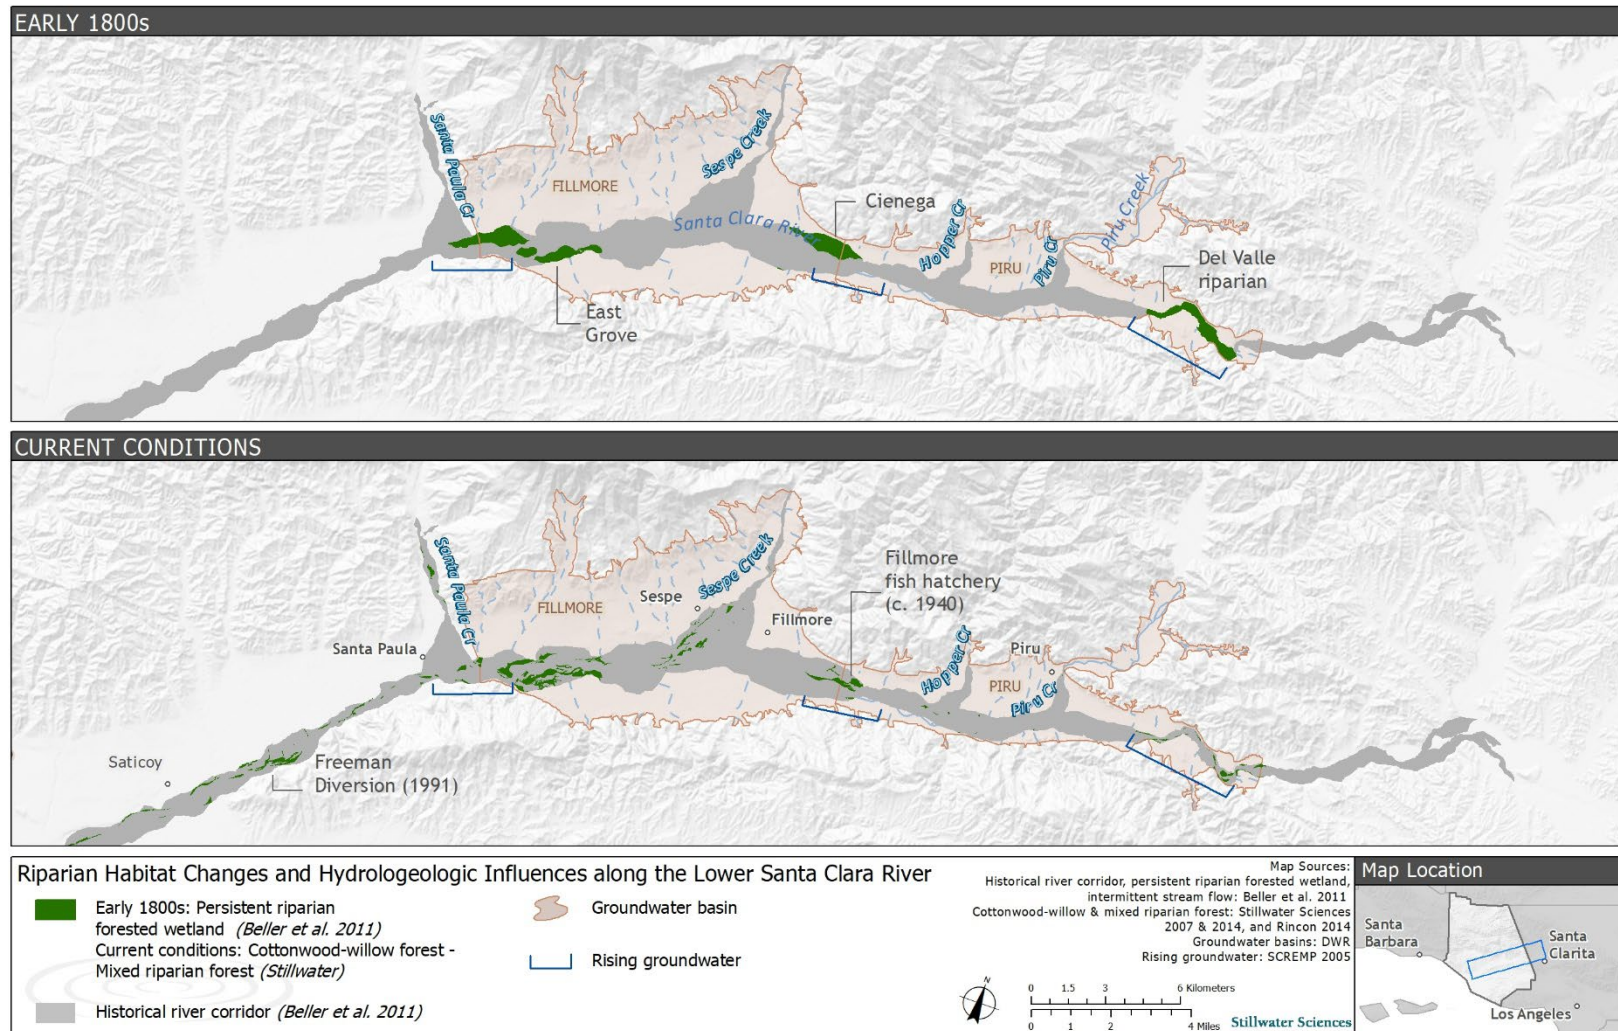 EARLY 1800s
Santa Paula Cr
FILLMORE
Sespe Creek
Santa Clara River
Cienega
Hopper Cr
PIRU
Piru Cr
Piru Creek
Del Valle
riparian
East
Grove
CURRENT CONDITIONS
Santa Paula Cr
FILLMORE
Sespe
Sespe Creek
Fillmore
Fillmore
fish hatchery
(c. 1940)
Hopper Cr
Piru
PIRU
Piru Cr
Santa Paula
Saticoy
Freeman
Diversion (1991)
Riparian Habitat Changes and Hydrologeologic Influences along the Lower Santa Clara River
Early 1800s: Persistent riparian
forested wetland (Beller et al. 2011)
Current conditions: Cottonwood-willow forest -
Mixed riparian forest (Stillwater)
Historical river corridor (Beller et al. 2011)
Groundwater basin
Rising groundwater
Map Sources:
Historical river corridor, persistent riparian forested wetland,
intermittent stream flow: Beller et al. 2011
Cottonwood-willow & mixed riparian forest: Stillwater Sciences
2007 & 2014, and Rincon 2014
Groundwater basins: DWR
Rising groundwater: SCREMP 2005
N
0 1.5 3 6 Kilometers
0 1 2 4 Miles
Stillwater Sciences
Map Location
Santa
Barbara
Santa
Clarita
Los Angeles